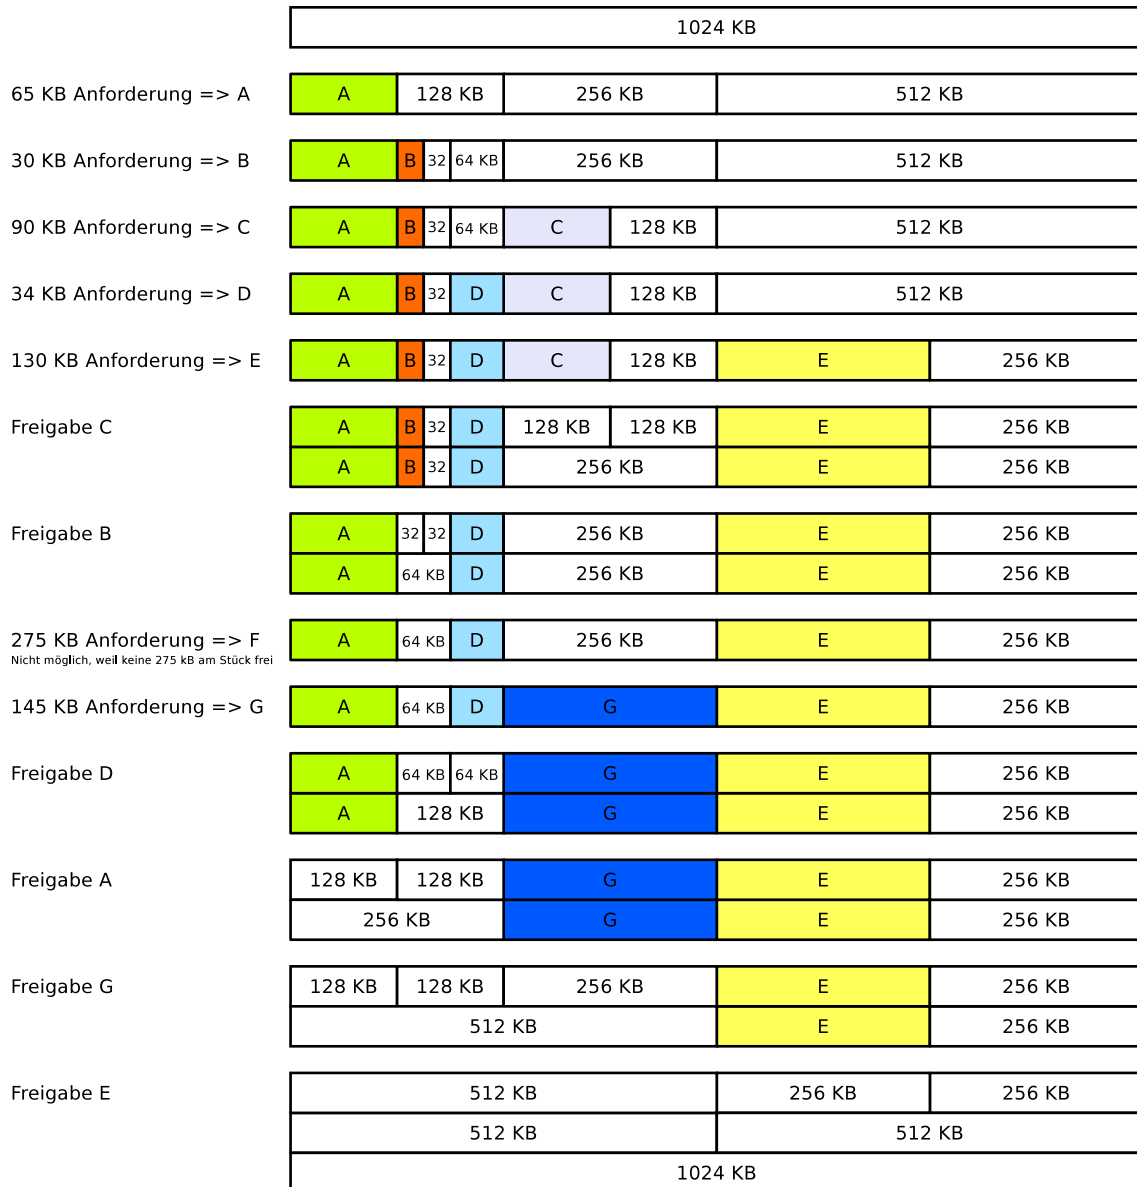 1024 KB
65 KB Anforderung => A A 128 KB 256 KB 512 KB
30 KB Anforderung => B A B 32 64 KB 256 KB 512 KB
90 KB Anforderung => C A B 32 64 KB C 128 KB 512 KB
34 KB Anforderung => D A B 32 D C 128 KB 512 KB
130 KB Anforderung => E A B 32 D C 128 KB E 256 KB
Freigabe C A B 32 D 128 KB 128 KB E 256 KB
A B 32 D 256 KB E 256 KB
Freigabe B A 32 32 D 256 KB E 256 KB
A 64 KB D 256 KB E 256 KB
275 KB Anforderung => F A 64 KB D 256 KB E 256 KB
Nicht möglich, weil keine 275 kB am Stück frei
145 KB Anforderung => G A 64 KB D G E 256 KB
Freigabe D A 64 KB 64 KB G E 256 KB
A 128 KB G E 256 KB
Freigabe A 128 KB 128 KB G E 256 KB
256 KB G E 256 KB
Freigabe G 128 KB 128 KB 256 KB E 256 KB
512 KB E 256 KB
Freigabe E 512 KB 256 KB 256 KB
512 KB 512 KB
1024 KB